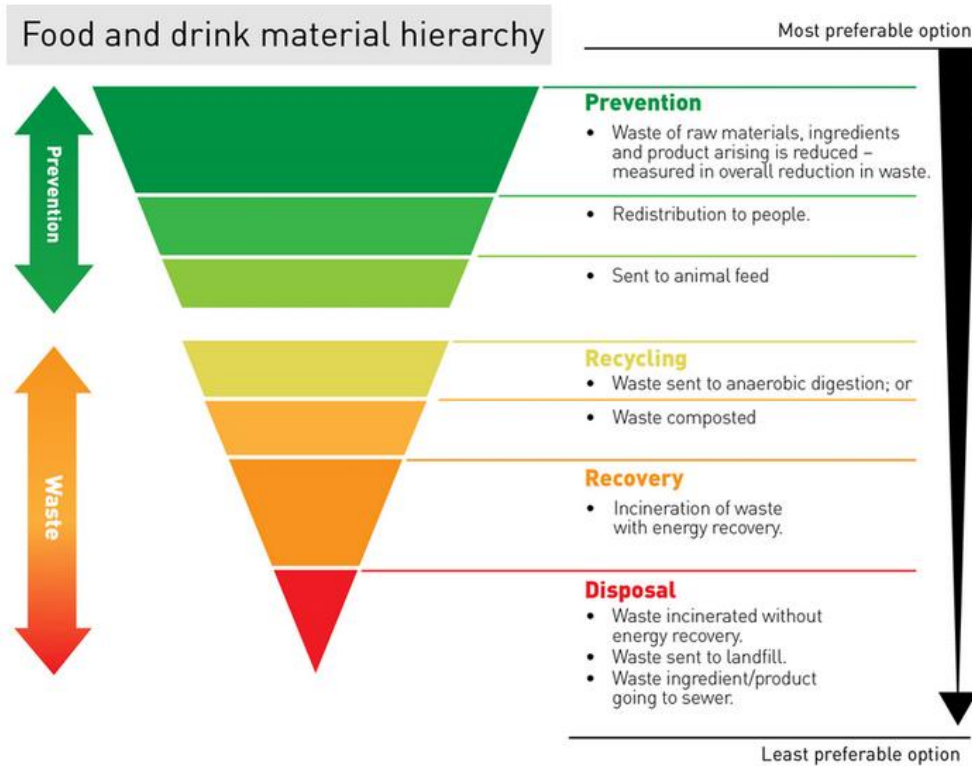 Food and drink material hierarchy
Most preferable option
Prevention
Prevention
• Waste of raw materials, ingredients
and product arising is reduced –
measured in overall reduction in waste.
• Redistribution to people.
• Sent to animal feed
Waste
Recycling
• Waste sent to anaerobic digestion; or
• Waste composted
Recovery
• Incineration of waste
with energy recovery.
Disposal
• Waste incinerated without
energy recovery.
• Waste sent to landfill.
• Waste ingredient/product
going to sewer.
Least preferable option